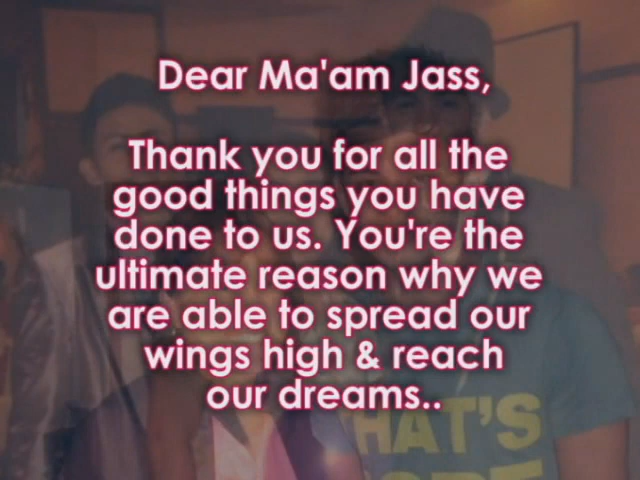 Dear Ma'am Jass,
Thank you for all the
good things you have
done to us. You're the
ultimate reason why we
are able to spread our
wings high & reach
our dreams..
HAT'S